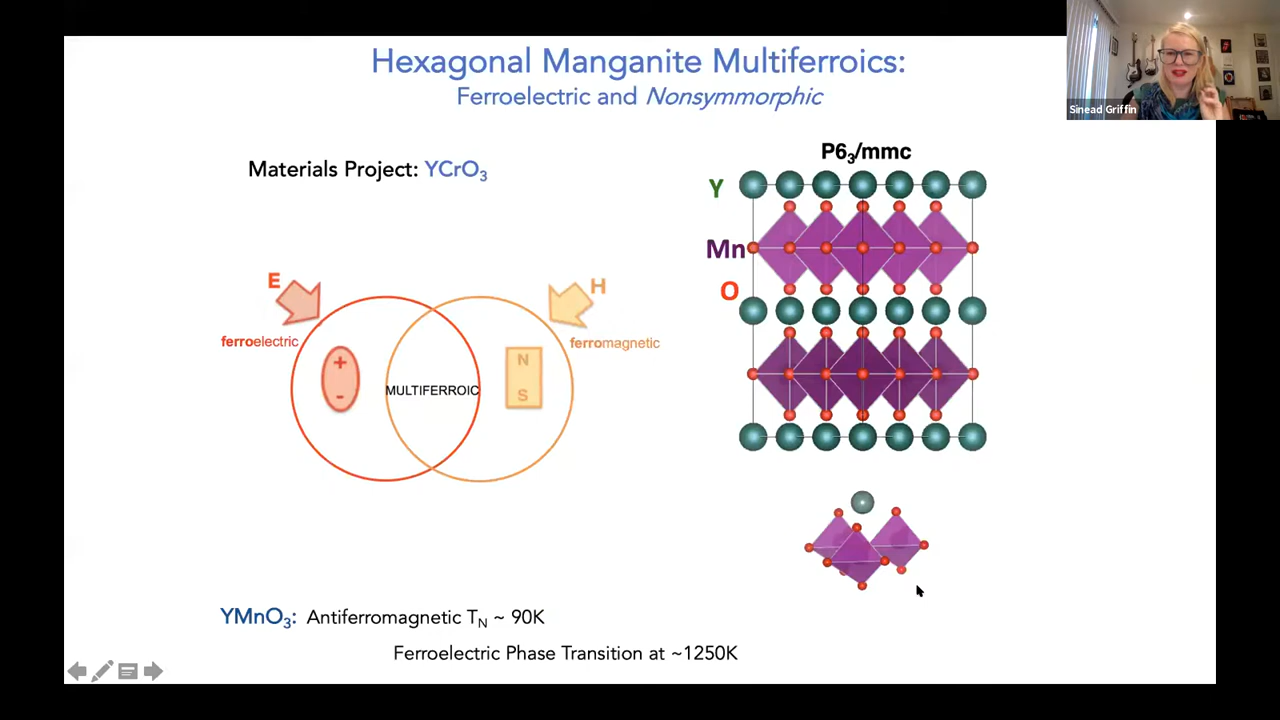 Hexagonal Manganite Multiferroics:
Ferroelectric and Nonsymmorphic
Sinead Griffin
Materials Project: YCrO₃
P6₃/mmc
Y
Mn
O
E
H
ferroelectric
ferromagnetic
+
-
MULTIFERROIC
N
S
YMnO₃: Antiferromagnetic T_N ~ 90K
Ferroelectric Phase Transition at ~1250K